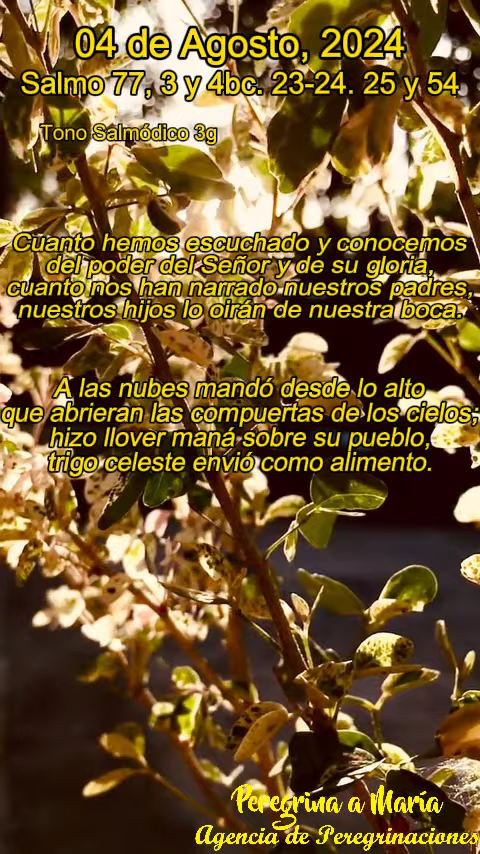 04 de Agosto, 2024
Salmo 77, 3 y 4bc. 23-24. 25 y 54
Tono Salmódico 3g
Cuanto hemos escuchado y conocemos
del poder del Señor y de su gloria,
cuanto nos han narrado nuestros padres,
nuestros hijos lo oirán de nuestra boca.
A las nubes mandó desde lo alto
que abrieran las compuertas de los cielos;
hizo llover maná sobre su pueblo,
trigo celeste envió como alimento.
Peregrina a María
Agencia de Peregrinaciones